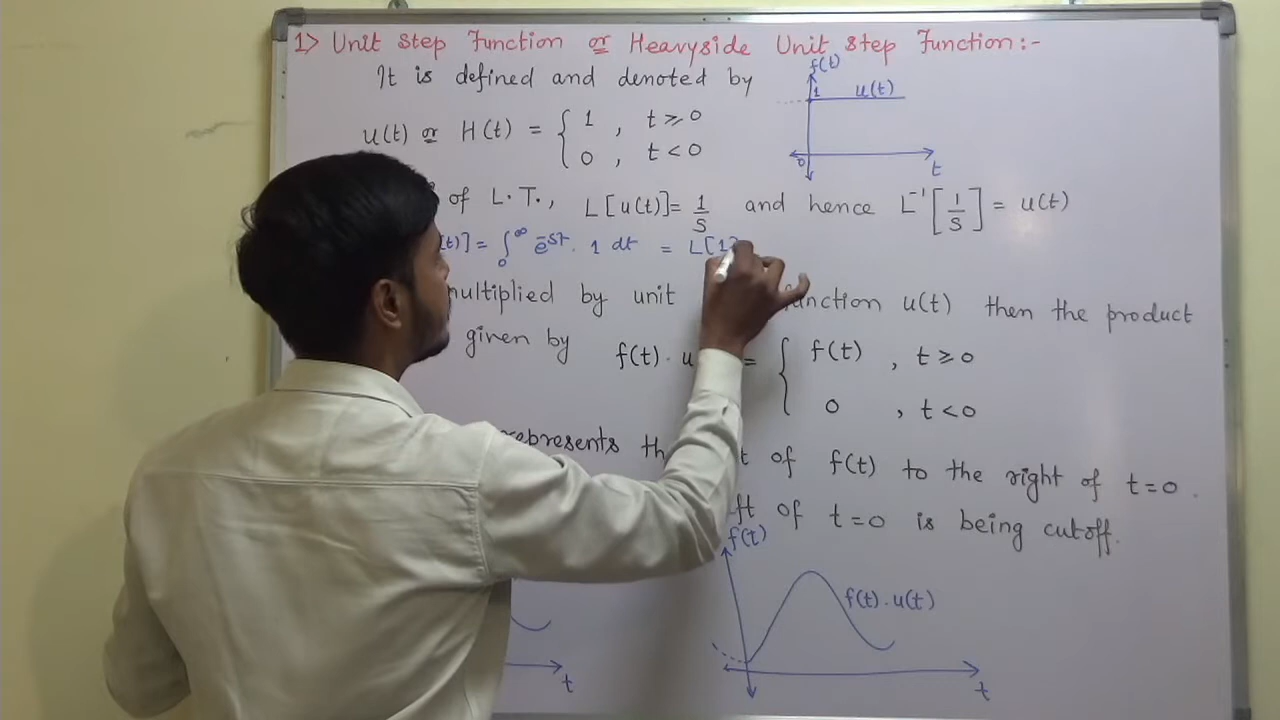 1> Unit Step Function or Heavyside Unit Step Function :-
It is defined and denoted by
f(t)
1 u(t)
0 t
u(t) or H(t) = { 1 , t ≥ 0
0 , t < 0
of L.T., L[u(t)] = 1/S and hence L⁻¹[1/S] = u(t)
(t)] = ∫₀^∞ e^-st . 1 dt = L[1]
multiplied by unit function u(t) then the product
given by f(t) . u = { f(t) , t ≥ 0
0 , t < 0
represents of f(t) to the right of t=0 .
of t=0 is being cutoff.
f(t)
f(t) . u(t)
t
t